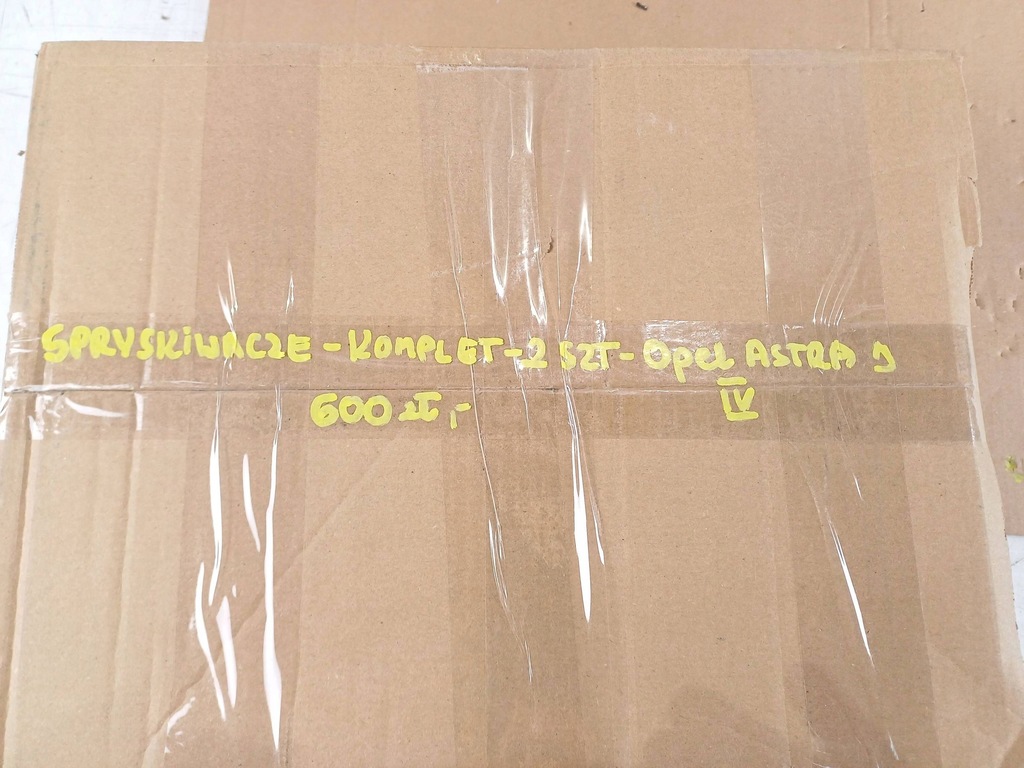 SPRYSKIWACZE - KOMPLET - 2 SZT - Opel ASTRA J
600 zł,- IV